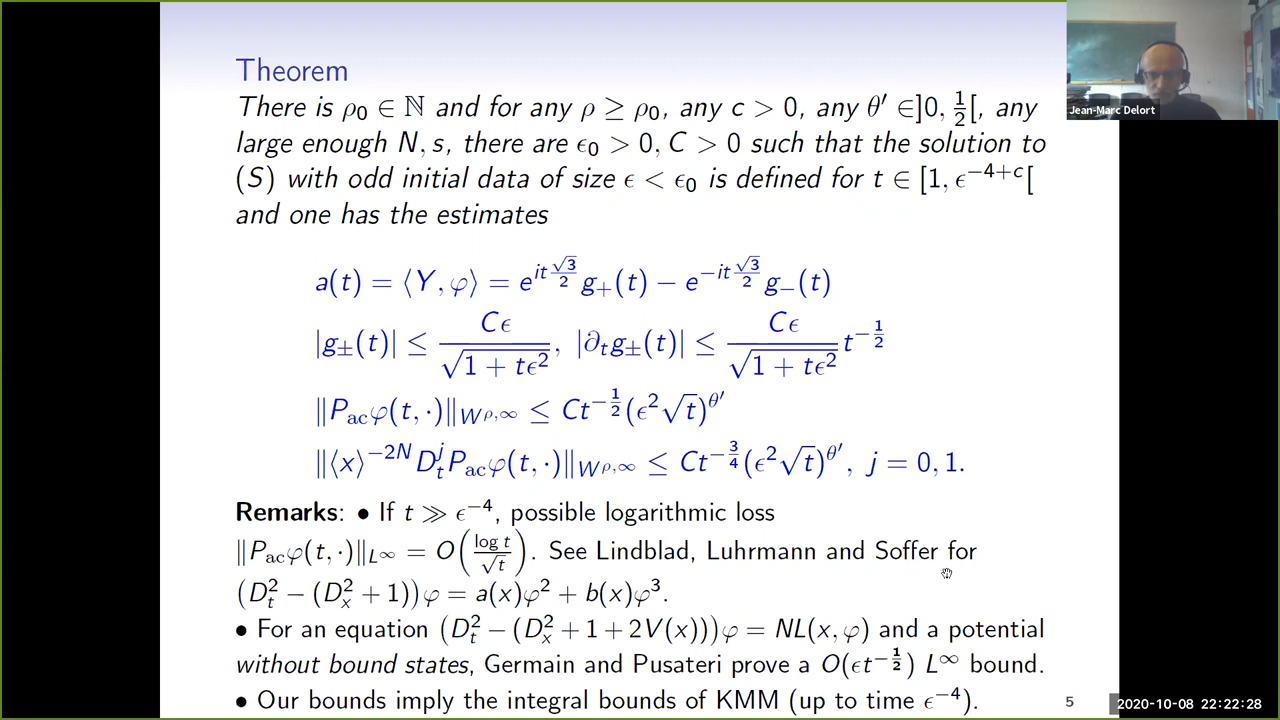 Theorem
There is ρ₀ ∈ ℕ and for any ρ ≥ ρ₀, any c > 0, any θ′ ∈]0, 1/2[, any
large enough N, s, there are ϵ₀ > 0, C > 0 such that the solution to
(S) with odd initial data of size ϵ < ϵ₀ is defined for t ∈ [1, ϵ^{−4+c}[
and one has the estimates
a(t) = ⟨Y, φ⟩ = e^{it√3/2} g₊(t) − e^{−it√3/2} g₋(t)
|g±(t)| ≤ Cϵ/√(1 + tϵ²), |∂ₜg±(t)| ≤ Cϵ/√(1 + tϵ²) t^{−1/2}
‖P_ac φ(t, ·)‖_{W^{ρ,∞}} ≤ Ct^{−1/2}(ϵ²√t)^{θ′}
‖⟨x⟩^{−2N} D_t^j P_ac φ(t, ·)‖_{W^{ρ,∞}} ≤ Ct^{−3/4}(ϵ²√t)^{θ′}, j = 0, 1.
Remarks: • If t ≫ ϵ^{−4}, possible logarithmic loss
‖P_ac φ(t, ·)‖_{L^∞} = O(log t/√t). See Lindblad, Luhrmann and Soffer for
(D_t² − (D_x² + 1))φ = a(x)φ² + b(x)φ³.
• For an equation (D_t² − (D_x² + 1 + 2V(x)))φ = NL(x, φ) and a potential
without bound states, Germain and Pusateri prove a O(ϵt^{−1/2}) L^∞ bound.
• Our bounds imply the integral bounds of KMM (up to time ϵ^{−4}).
5
Jean-Marc Delort
2020-10-08 22:22:28